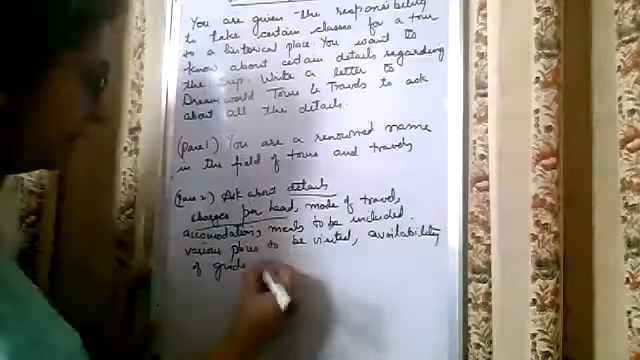 You are given the responsibility
to take certain classes for a tour
to a historical place. You want to
know about certain details regarding
the trip. Write a letter to
Dreamworld Tours & Travels to ask
about all the details.
(Para 1) You are a renowned name
in the field of tours and travels
(Para 2) Ask about details
charges per head, mode of travel,
accomodation, meals to be included.
various places to be visited, availability
of guide